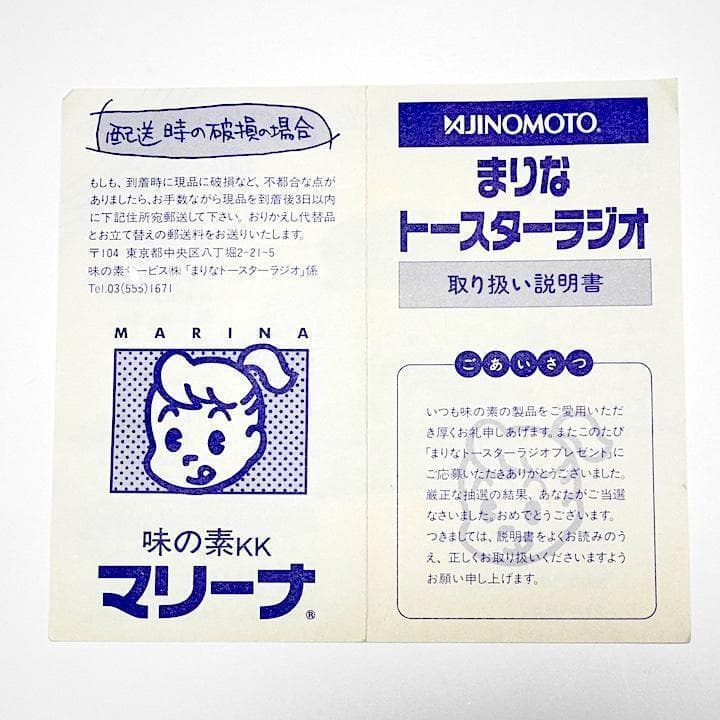 配送時の破損の場合
もしも、到着時に現品に破損など、不都合な点が
ありましたら、お手数ながら現品を到着後3日以内
に下記住所宛郵送して下さい。おりかえし代替品
とお立て替えの郵送料をお送りいたします。
〒104 東京都中央区八丁堀2-21-5
味の素サービス㈱「まりなトースターラジオ」係
Tel.03(555)1671
MARINA
味の素KK
マリーナ®
AJINOMOTO®
まりな
トースターラジオ
取り扱い説明書
ごあいさつ
いつも味の素の製品をご愛用いただ
き厚くお礼申しあげます。またこのたび
「まりなトースターラジオプレゼント」に
ご応募いただきありがとうございました。
厳正な抽選の結果、あなたがご当選
なさいました。おめでとうございます。
つきましては、説明書をよくお読みのう
え、正しくお取り扱いくださいますよう
お願い申し上げます。